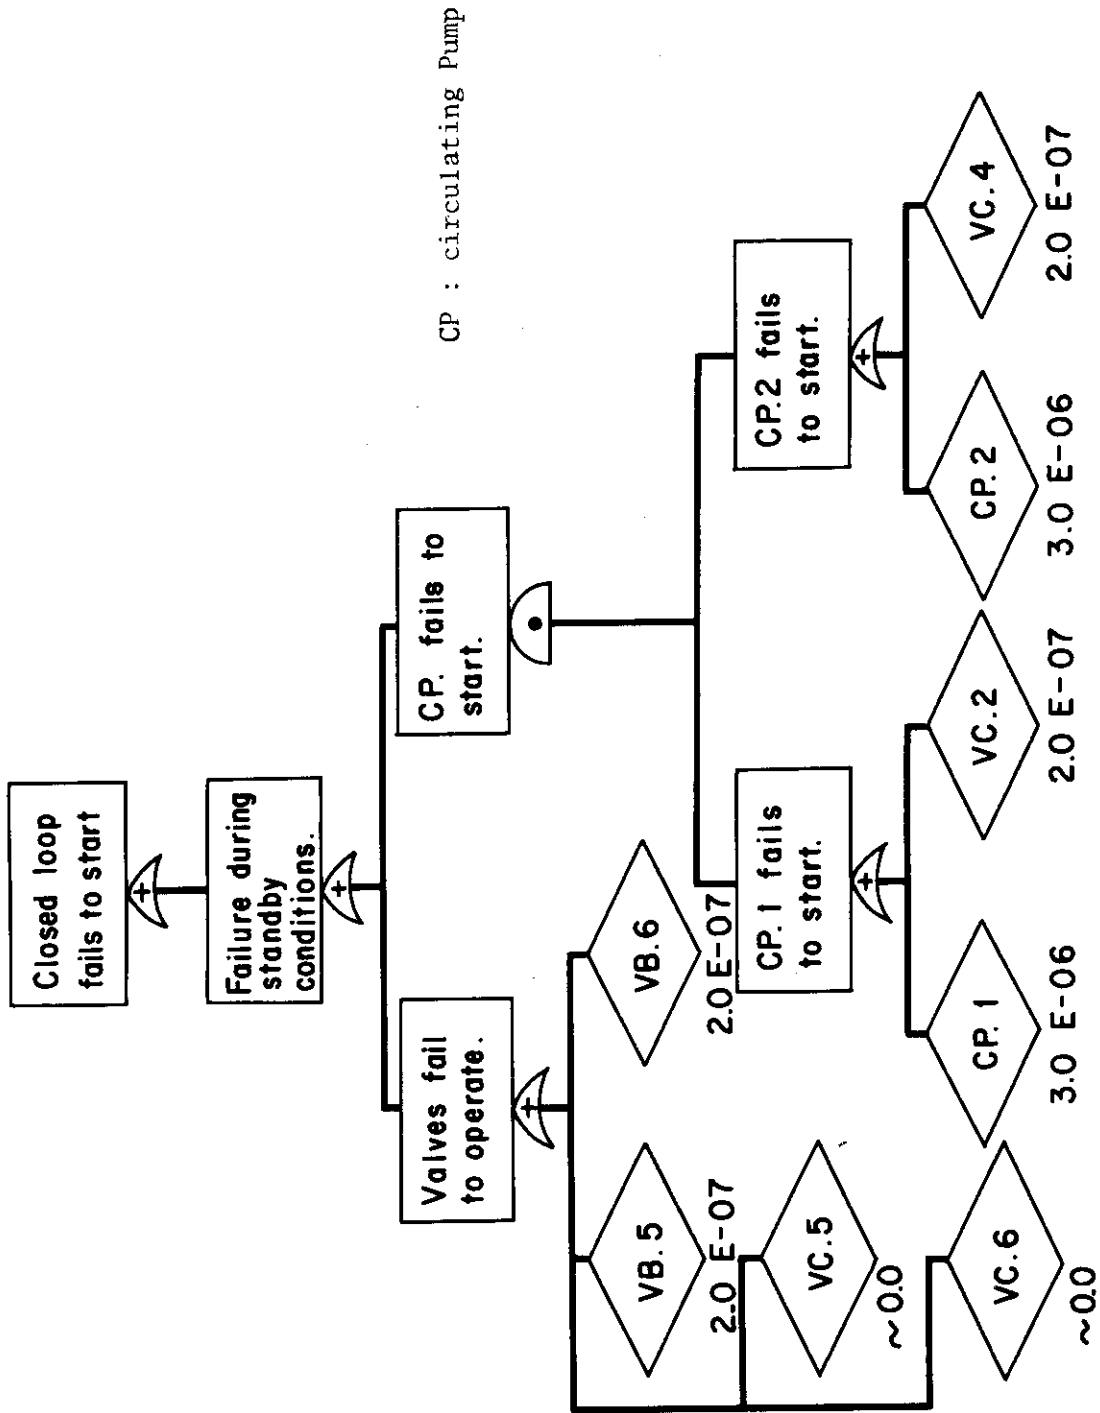 Closed loop
fails to start
Failure during
standby
conditions.
Valves fail
to operate.
CP. fails to
start.
CP : circulating Pump
VB. 5
2.0 E-07
VB. 6
2.0 E-07
VC. 5
~0.0
VC. 6
~0.0
CP. 1 fails
to start.
CP. 2 fails
to start.
CP. 1
3.0 E-06
VC. 2
2.0 E-07
CP. 2
3.0 E-06
VC. 4
2.0 E-07